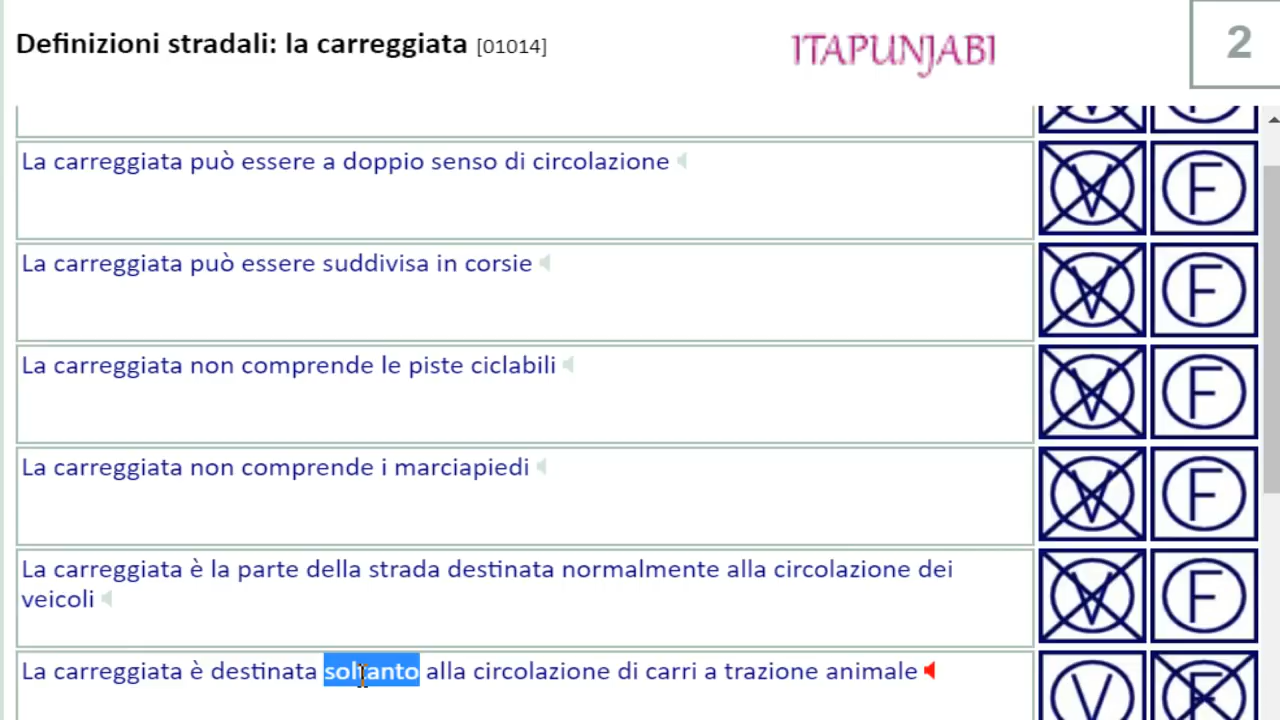 Definizioni stradali: la carreggiata [01014]
ITAPUNJABI
2
La carreggiata può essere a doppio senso di circolazione
V F
La carreggiata può essere suddivisa in corsie
V F
La carreggiata non comprende le piste ciclabili
V F
La carreggiata non comprende i marciapiedi
V F
La carreggiata è la parte della strada destinata normalmente alla circolazione dei
veicoli
V F
La carreggiata è destinata soltanto alla circolazione di carri a trazione animale
V F